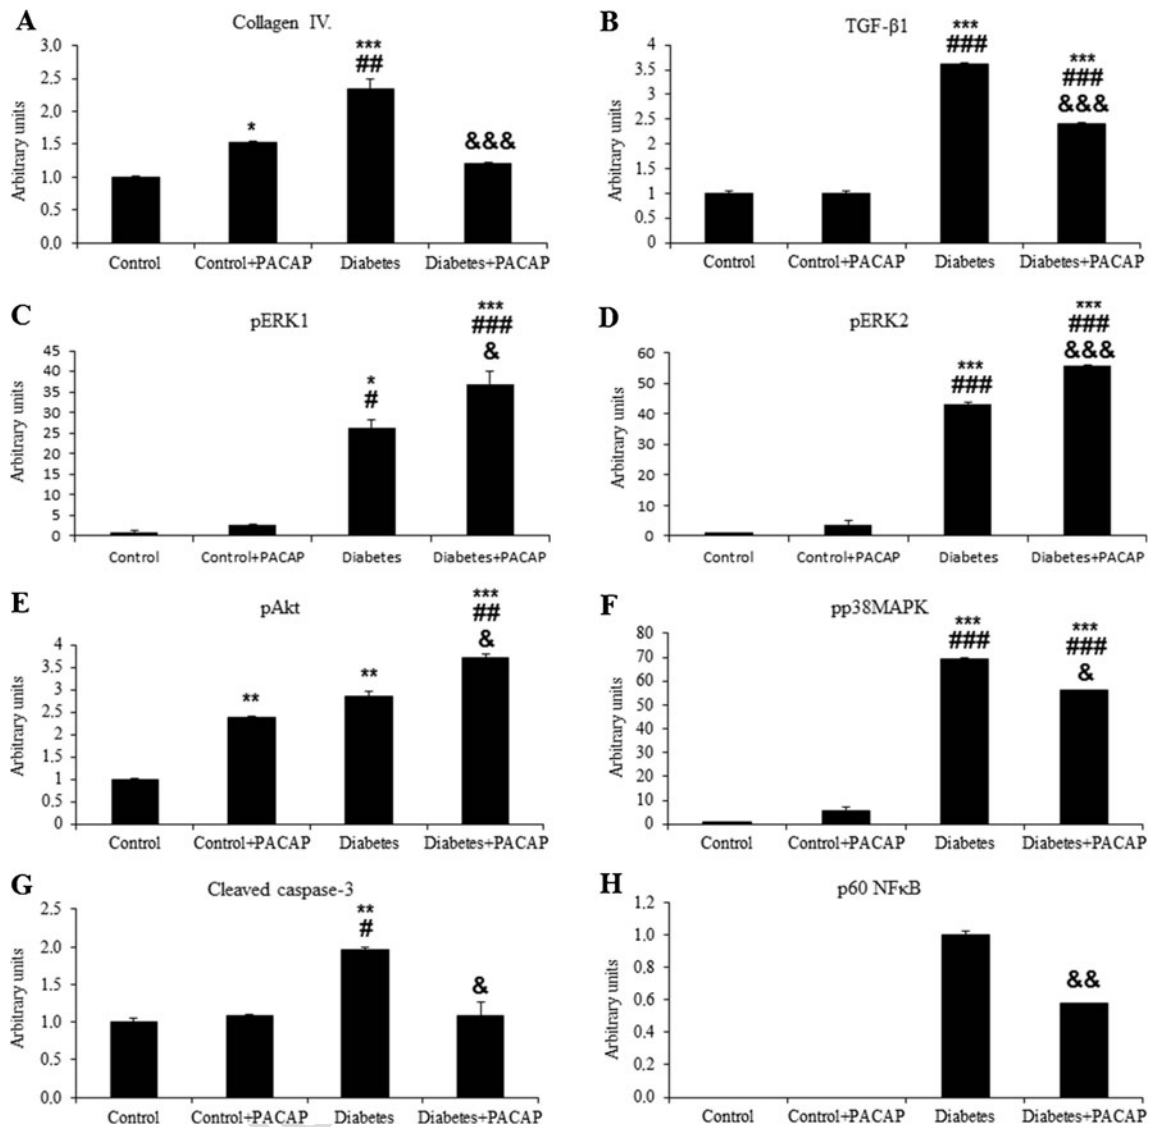 A
Collagen IV.
***
##
*
&&&
Arbitrary units
3.0
2.5
2.0
1.5
1.0
0.5
0.0
Control
Control+PACAP
Diabetes
Diabetes+PACAP
B
TGF-β1
***
###
***
###
&&&
Arbitrary units
4
3.5
3
2.5
2
1.5
1
0.5
0
Control
Control+PACAP
Diabetes
Diabetes+PACAP
C
pERK1
*
#
***
###
&
Arbitrary units
45
40
35
30
25
20
15
10
5
0
Control
Control+PACAP
Diabetes
Diabetes+PACAP
D
pERK2
***
###
***
###
&&&
Arbitrary units
60
50
40
30
20
10
0
Control
Control+PACAP
Diabetes
Diabetes+PACAP
E
pAkt
**
**
***
##
&
Arbitrary units
4
3.5
3
2.5
2
1.5
1
0.5
0
Control
Control+PACAP
Diabetes
Diabetes+PACAP
F
pp38MAPK
***
###
***
###
&
Arbitrary units
80
70
60
50
40
30
20
10
0
Control
Control+PACAP
Diabetes
Diabetes+PACAP
G
Cleaved caspase-3
**
#
&
Arbitrary units
2.5
2.0
1.5
1.0
0.5
0.0
Control
Control+PACAP
Diabetes
Diabetes+PACAP
H
p60 NFκB
&&
Arbitrary units
1.2
1.0
0.8
0.6
0.4
0.2
0.0
Control
Control+PACAP
Diabetes
Diabetes+PACAP